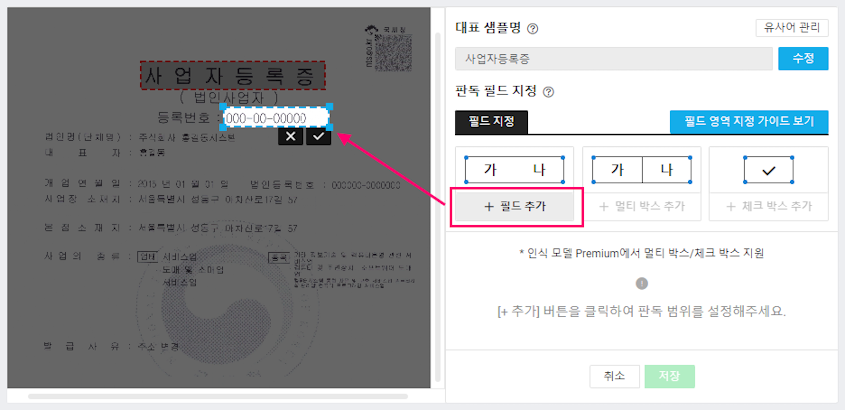 국세청
사업자등록증
( 법인사업자 )
등록번호 : 000-00-00000
법인명(단체명) : 주식회사 홍길동시스템
대 표 자 : 홍길동
개 업 연 월 일 : 2015 년 01 월 01 일 법인등록번호 : 000000-0000000
사업장 소재지 : 서울특별시 성동구 아차산로17길 57
본 점 소 재 지 : 서울특별시 성동구 아차산로17길 57
사 업 의 종 류 : 업태 서비스업 종목
도매 및 소매업
서비스업
발 급 사 유 : 주소변경
대표 샘플명 ?
유사어 관리
사업자등록증
수정
판독 필드 지정 ?
필드 지정
필드 영역 지정 가이드 보기
가 나
가 나
+ 필드 추가
+ 멀티 박스 추가
+ 체크 박스 추가
* 인식 모델 Premium에서 멀티 박스/체크 박스 지원
[+ 추가] 버튼을 클릭하여 판독 범위를 설정해주세요.
취소
저장